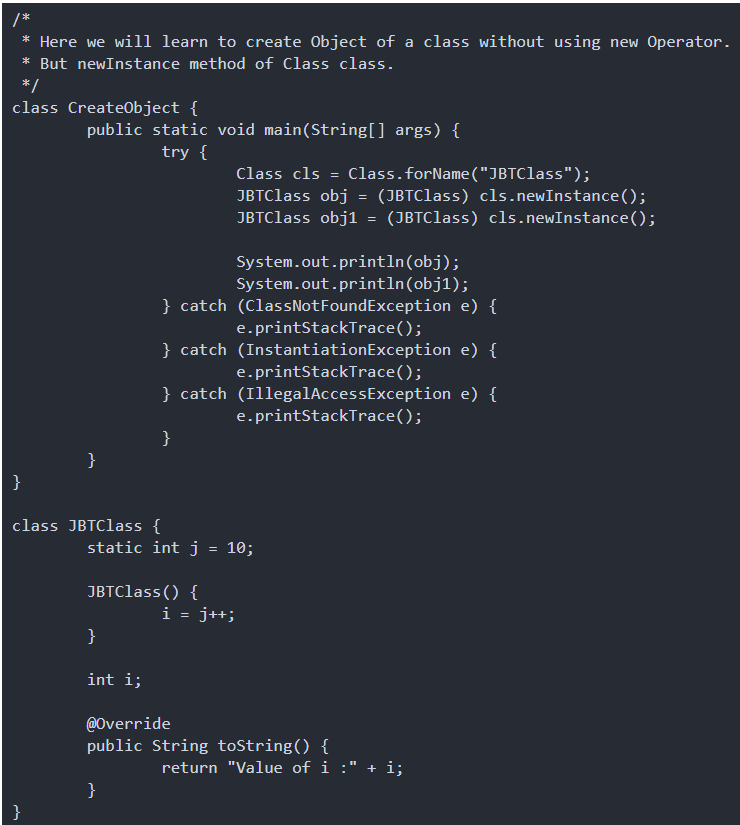 /*
 * Here we will learn to create Object of a class without using new Operator.
 * But newInstance method of Class class.
 */
class CreateObject {
        public static void main(String[] args) {
                try {
                        Class cls = Class.forName("JBTClass");
                        JBTClass obj = (JBTClass) cls.newInstance();
                        JBTClass obj1 = (JBTClass) cls.newInstance();

                        System.out.println(obj);
                        System.out.println(obj1);
                } catch (ClassNotFoundException e) {
                        e.printStackTrace();
                } catch (InstantiationException e) {
                        e.printStackTrace();
                } catch (IllegalAccessException e) {
                        e.printStackTrace();
                }
        }
}

class JBTClass {
        static int j = 10;

        JBTClass() {
                i = j++;
        }

        int i;

        @Override
        public String toString() {
                return "Value of i :" + i;
        }
}